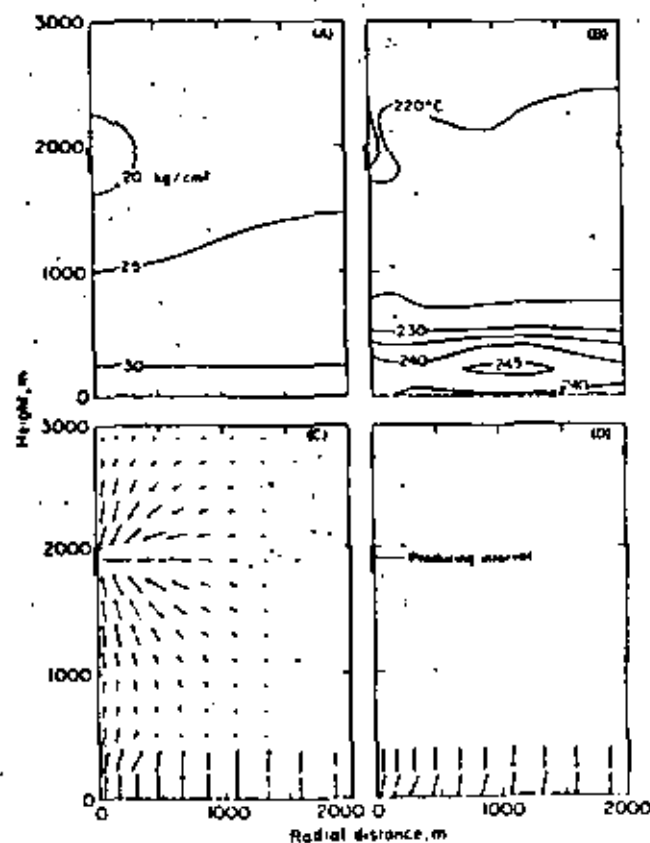 3000
2000
1000
0
Height, m
(A)
20 kg/cm²
25
30
(B)
220°C
230
240
245
240
3000
2000
1000
0
(C)
0
1000
2000
(D)
Producing interval
0
1000
2000
Radial distance, m